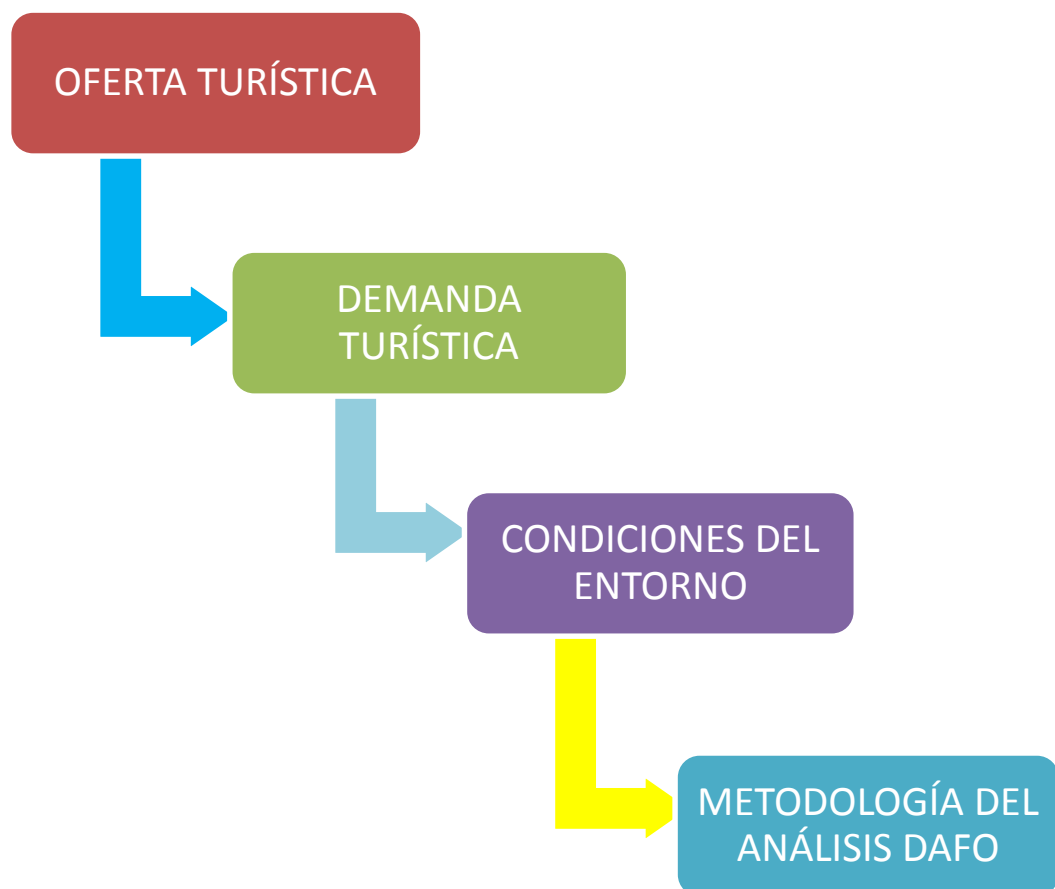 OFERTA TURÍSTICA
DEMANDA
TURÍSTICA
CONDICIONES DEL
ENTORNO
METODOLOGÍA DEL
ANÁLISIS DAFO